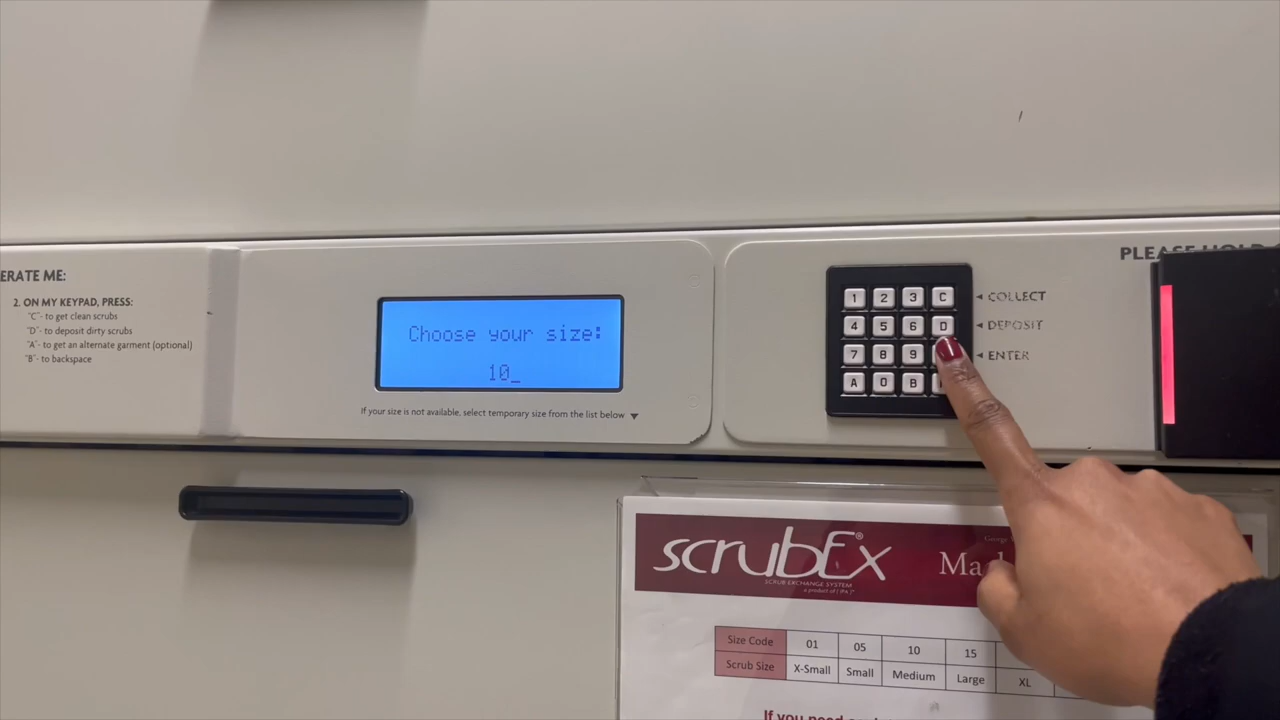 ERATE ME:
2. ON MY KEYPAD, PRESS:
"C"- to get clean scrubs
"D"- to deposit dirty scrubs
"A"- to get an alternate garment (optional)
"B"- to backspace
Choose your size:
10_
If your size is not available, select temporary size from the list below
1 2 3 C
4 5 6 D
7 8 9
A 0 B
COLLECT
DEPOSIT
ENTER
PLEASE HOLD
scrubEx®
SCRUB EXCHANGE SYSTEM
a product of IPA
George
Ma
Size Code 01 05 10 15
Scrub Size X-Small Small Medium Large XL
If you need